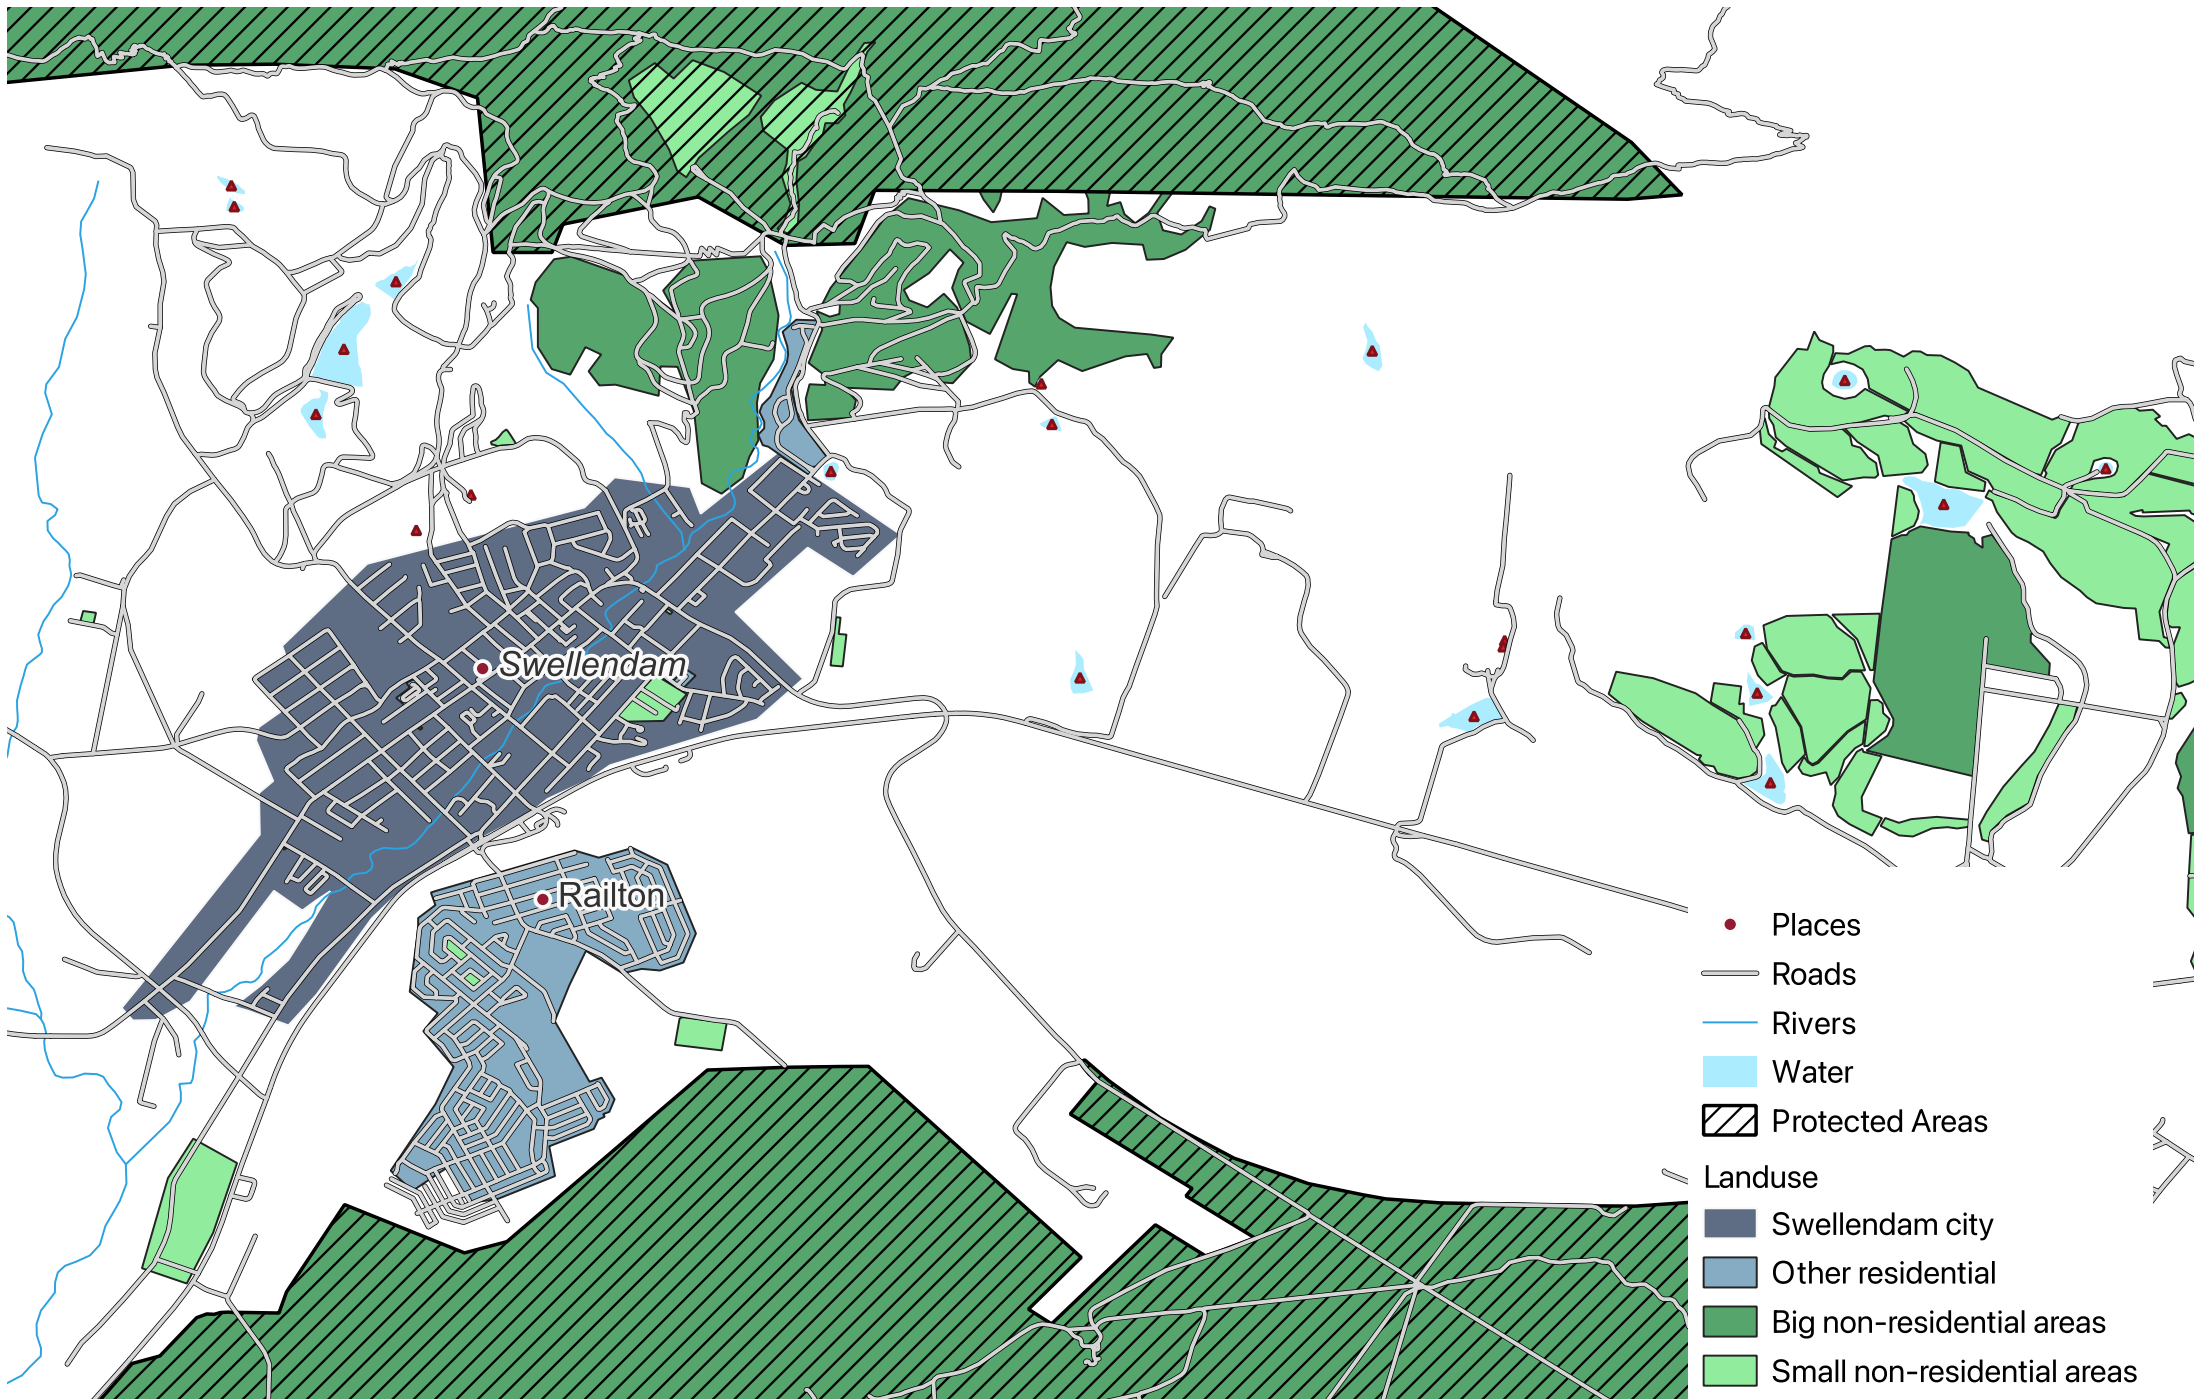 Swellendam
Railton
Places
Roads
Rivers
Water
Protected Areas
Landuse
Swellendam city
Other residential
Big non-residential areas
Small non-residential areas